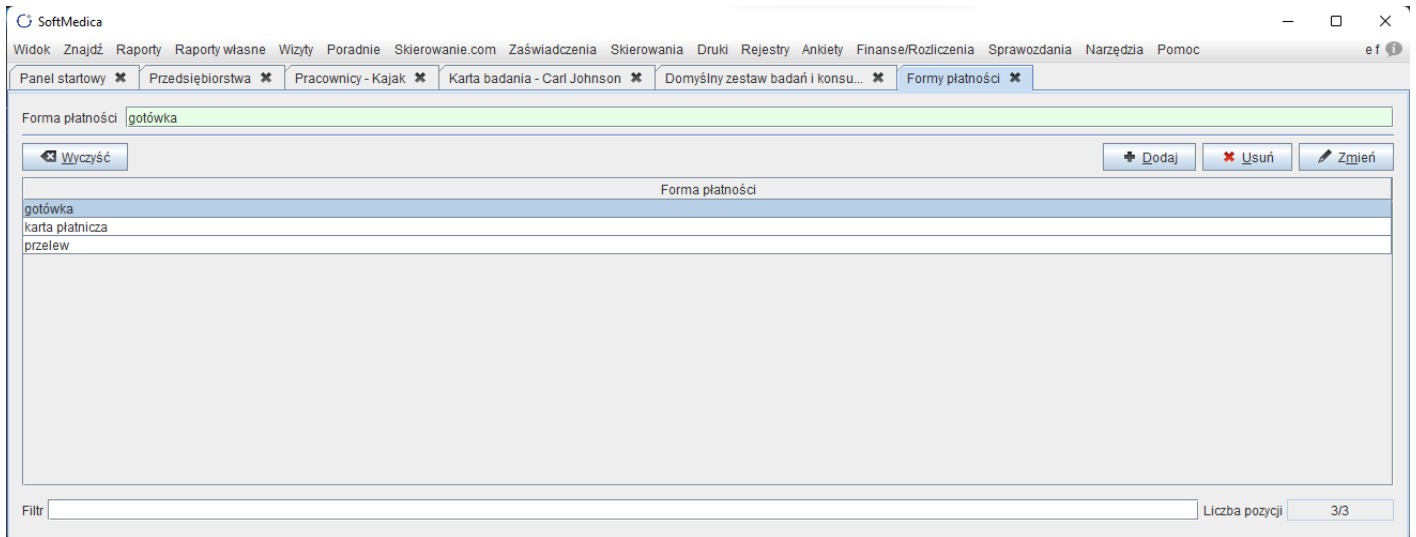 SoftMedica
Widok Znajdź Raporty Raporty własne Wizyty Poradnie Skierowanie.com Zaświadczenia Skierowania Druki Rejestry Ankiety Finanse/Rozliczenia Sprawozdania Narzędzia Pomoc e f
Panel startowy Przedsiębiorstwa Pracownicy - Kajak Karta badania - Carl Johnson Domyślny zestaw badań i konsu... Formy płatności
Forma płatności gotówka
Wyczyść Dodaj Usuń Zmień
Forma płatności
gotówka
karta płatnicza
przelew
Filtr Liczba pozycji 3/3